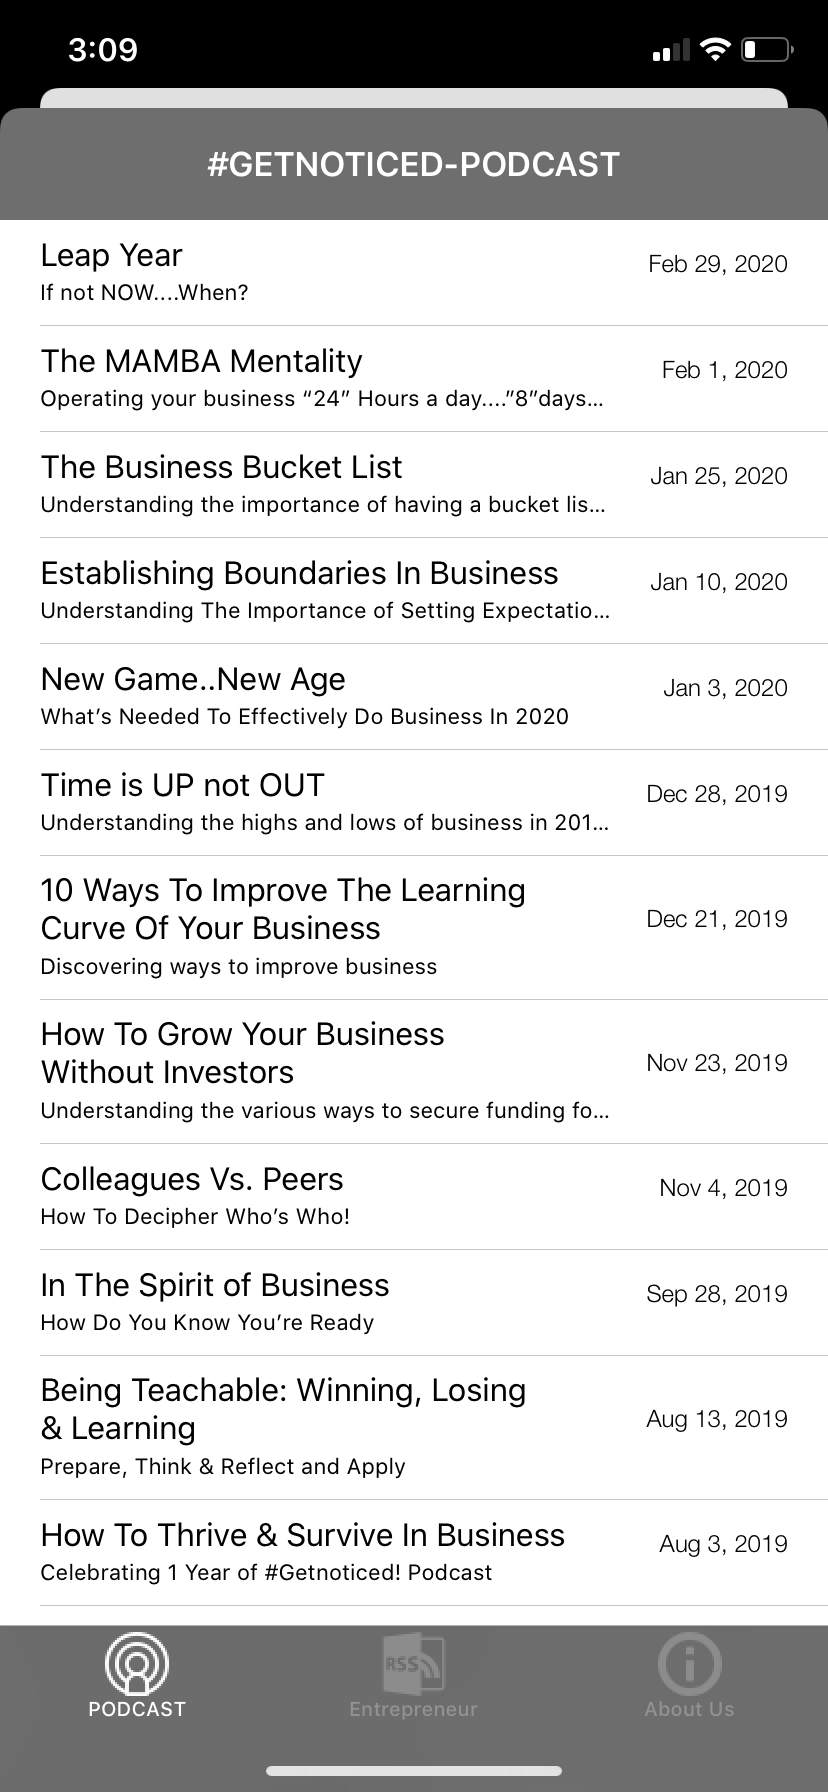 3:09
#GETNOTICED-PODCAST
Leap Year
Feb 29, 2020
If not NOW....When?
The MAMBA Mentality
Feb 1, 2020
Operating your business “24” Hours a day....”8”days...
The Business Bucket List
Jan 25, 2020
Understanding the importance of having a bucket lis...
Establishing Boundaries In Business
Jan 10, 2020
Understanding The Importance of Setting Expectatio...
New Game..New Age
Jan 3, 2020
What’s Needed To Effectively Do Business In 2020
Time is UP not OUT
Dec 28, 2019
Understanding the highs and lows of business in 201...
10 Ways To Improve The Learning
Curve Of Your Business
Dec 21, 2019
Discovering ways to improve business
How To Grow Your Business
Without Investors
Nov 23, 2019
Understanding the various ways to secure funding fo...
Colleagues Vs. Peers
Nov 4, 2019
How To Decipher Who’s Who!
In The Spirit of Business
Sep 28, 2019
How Do You Know You’re Ready
Being Teachable: Winning, Losing
& Learning
Aug 13, 2019
Prepare, Think & Reflect and Apply
How To Thrive & Survive In Business
Aug 3, 2019
Celebrating 1 Year of #Getnoticed! Podcast
RSS
PODCAST
Entrepreneur
About Us